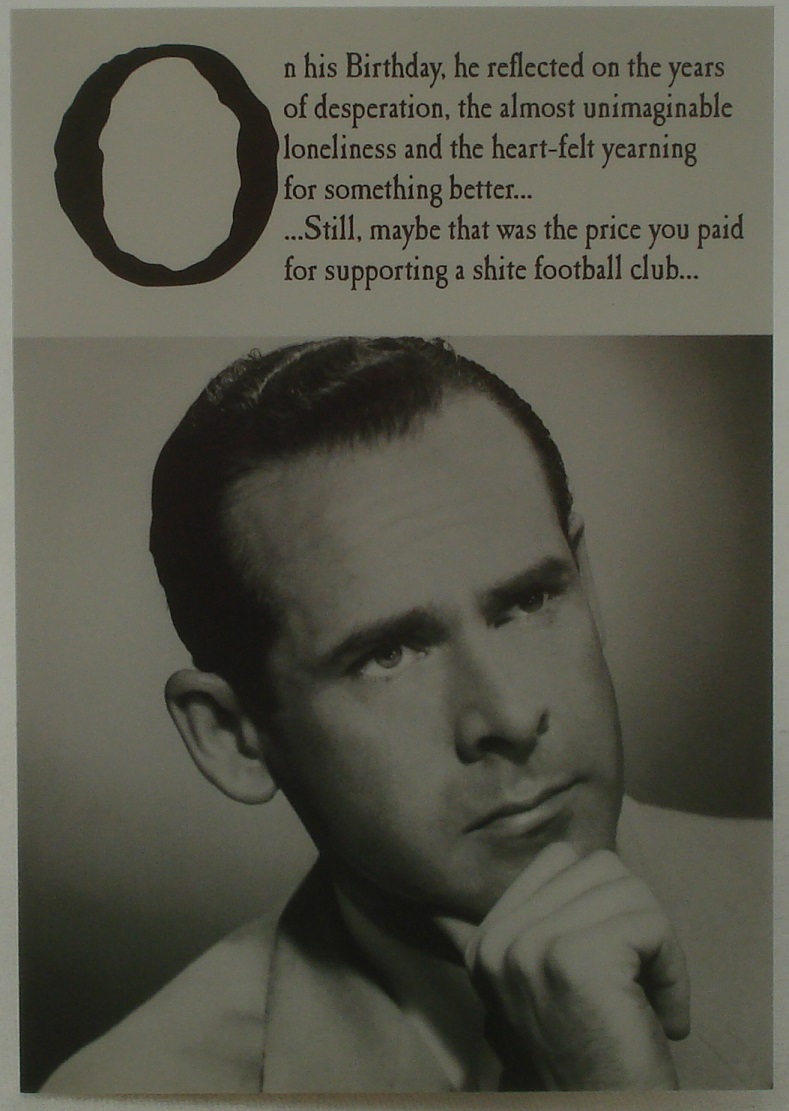 On his Birthday, he reflected on the years
of desperation, the almost unimaginable
loneliness and the heart-felt yearning
for something better...
...Still, maybe that was the price you paid
for supporting a shite football club...